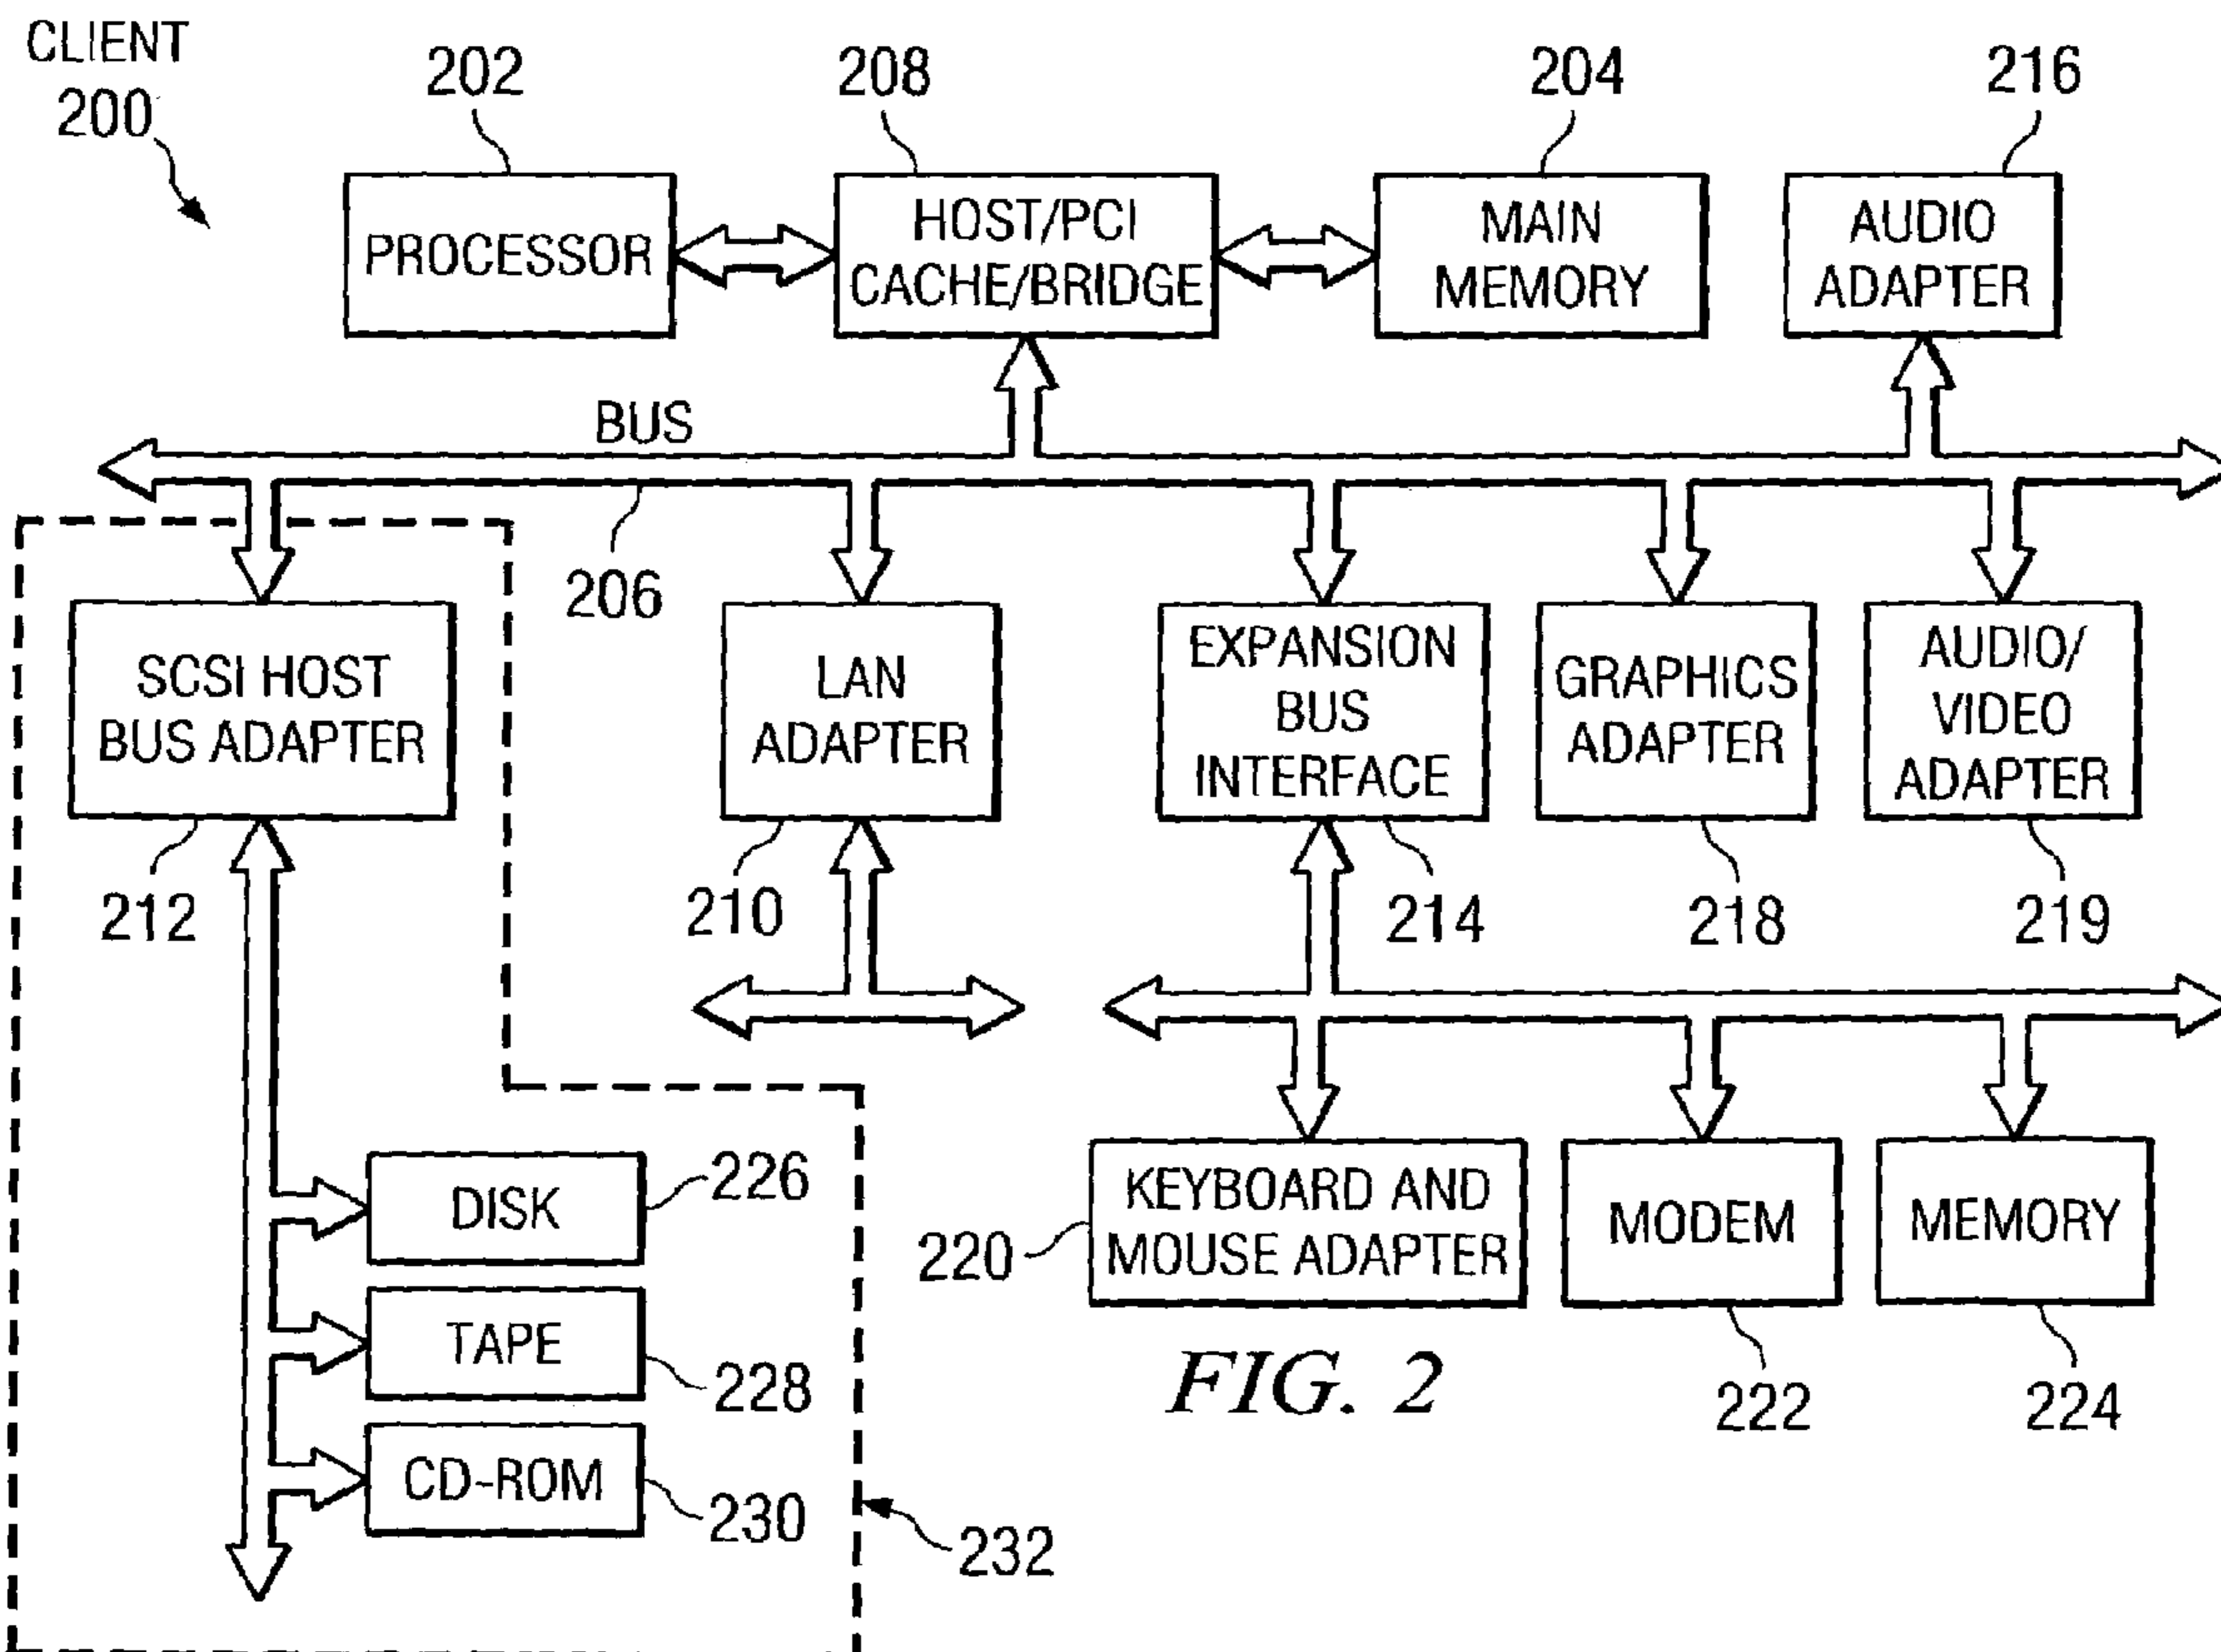 CLIENT
200
202
208
204
216
PROCESSOR
HOST/PCI
CACHE/BRIDGE
MAIN
MEMORY
AUDIO
ADAPTER
BUS
206
SCSI HOST
BUS ADAPTER
LAN
ADAPTER
EXPANSION
BUS
INTERFACE
GRAPHICS
ADAPTER
AUDIO/
VIDEO
ADAPTER
212
210
214
218
219
DISK
226
TAPE
228
CD-ROM
230
232
220
KEYBOARD AND
MOUSE ADAPTER
MODEM
MEMORY
222
224
FIG. 2